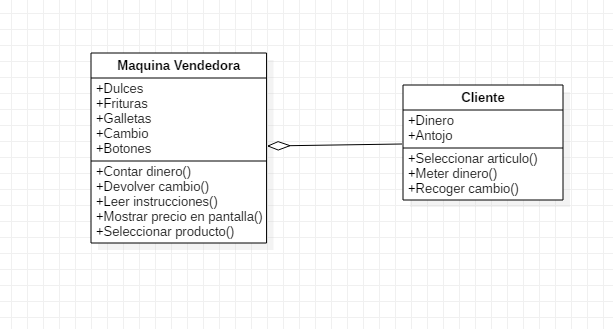 Maquina Vendedora
+Dulces
+Frituras
+Galletas
+Cambio
+Botones
+Contar dinero()
+Devolver cambio()
+Leer instrucciones()
+Mostrar precio en pantalla()
+Seleccionar producto()
Cliente
+Dinero
+Antojo
+Seleccionar articulo()
+Meter dinero()
+Recoger cambio()